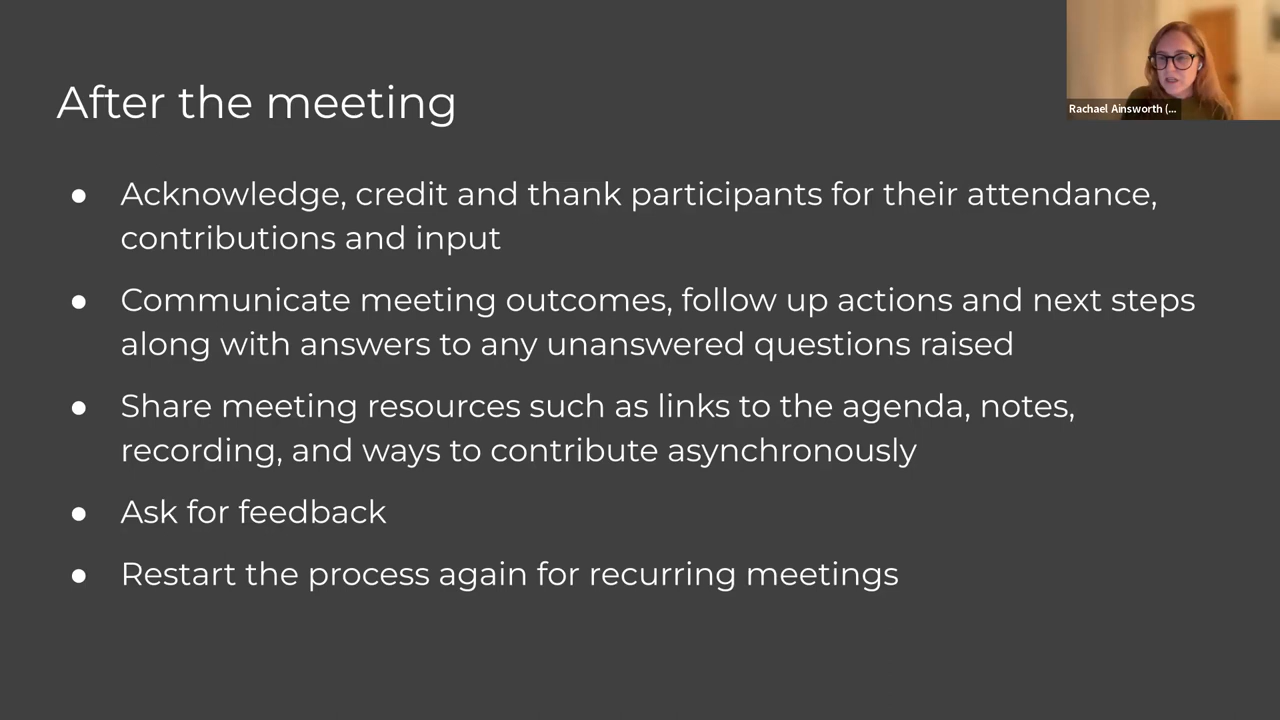 After the meeting
Rachael Ainsworth (...
● Acknowledge, credit and thank participants for their attendance,
contributions and input
● Communicate meeting outcomes, follow up actions and next steps
along with answers to any unanswered questions raised
● Share meeting resources such as links to the agenda, notes,
recording, and ways to contribute asynchronously
● Ask for feedback
● Restart the process again for recurring meetings